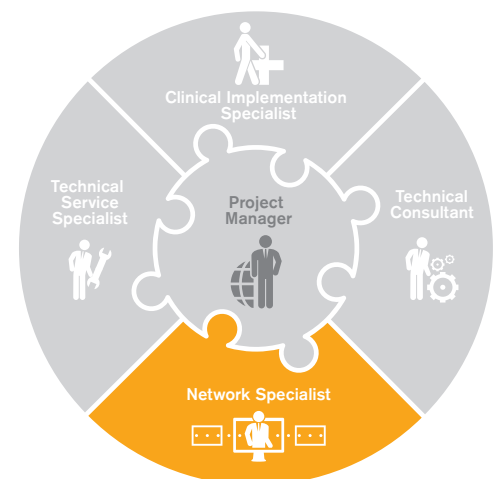 Clinical Implementation
Specialist
Technical
Service
Specialist
Project
Manager
Technical
Consultant
Network Specialist